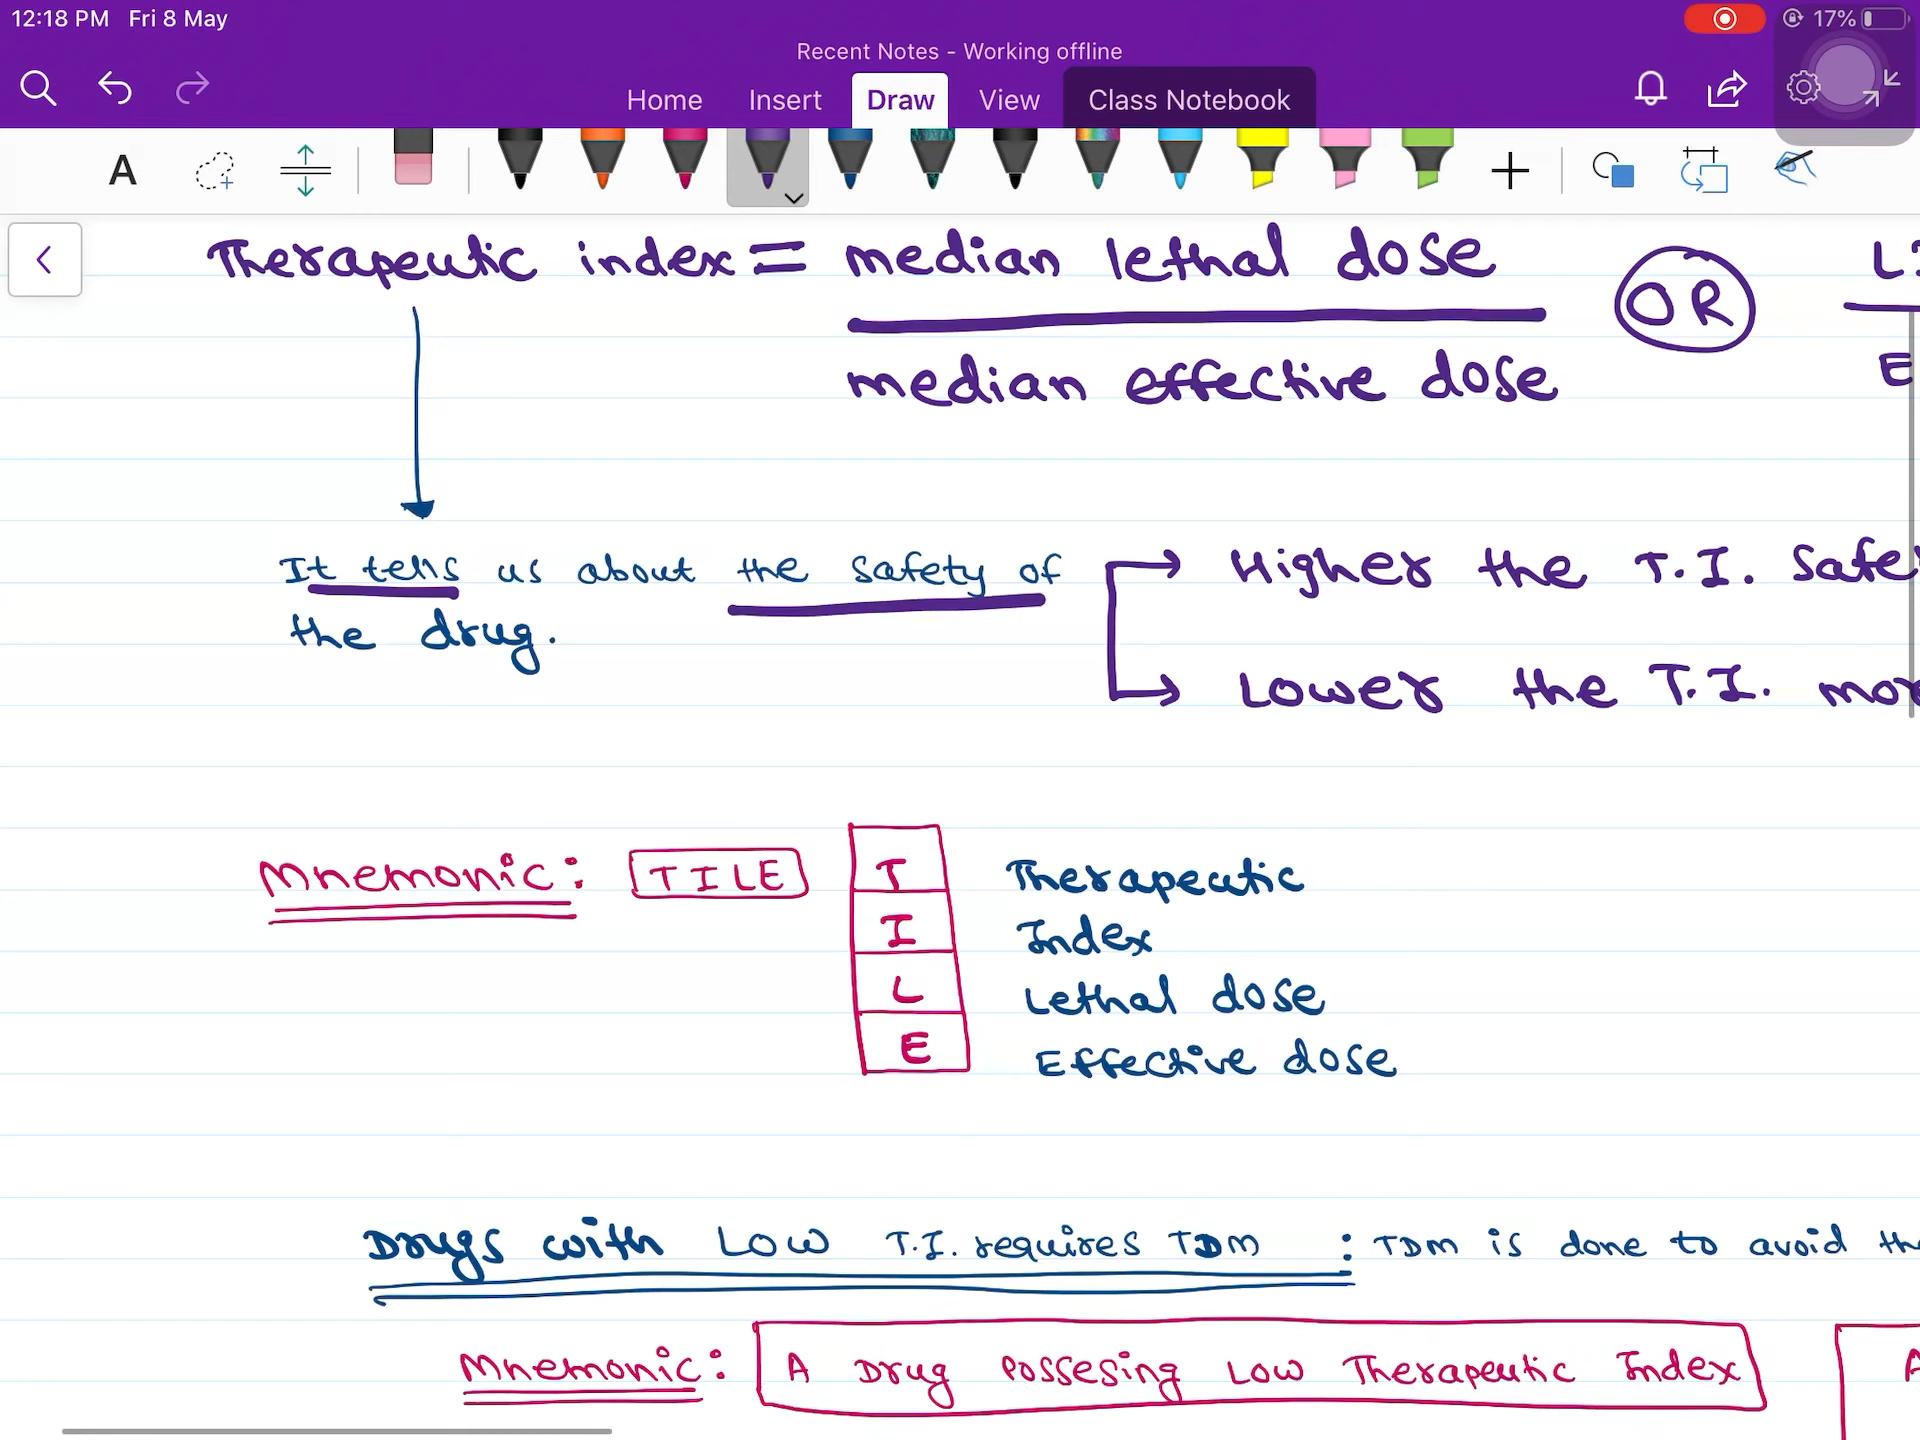 12:18 PM Fri 8 May
17%
Recent Notes - Working offline
Home Insert Draw View Class Notebook
A
Therapeutic index = median lethal dose
OR
median effective dose
E
It tells us about the safety of
the drug.
Higher the T.I. Safe
Lower the T.I. mo
Mnemonic: TILE
T Therapeutic
I Index
L Lethal dose
E Effective dose
Drugs with Low T.I. requires TDM : TDM is done to avoid th
Mnemonic: A Drug Possesing Low Therapeutic Index
A